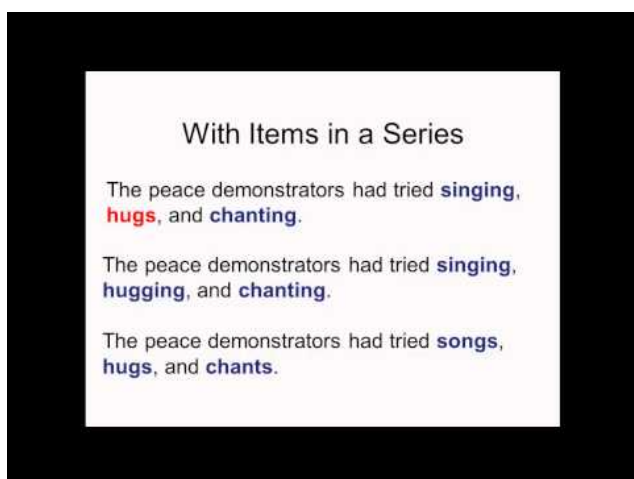 With Items in a Series
The peace demonstrators had tried singing,
hugs, and chanting.
The peace demonstrators had tried singing,
hugging, and chanting.
The peace demonstrators had tried songs,
hugs, and chants.